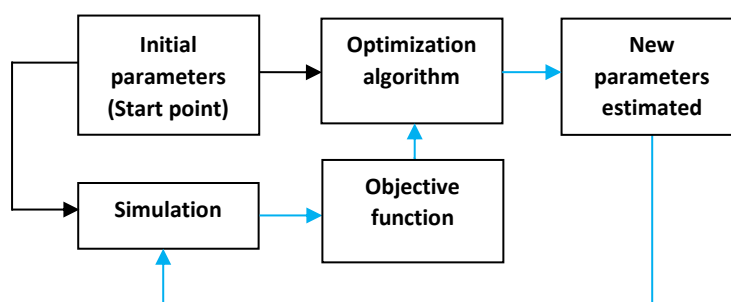 Initial
parameters
(Start point)
Optimization
algorithm
New
parameters
estimated
Simulation
Objective
function